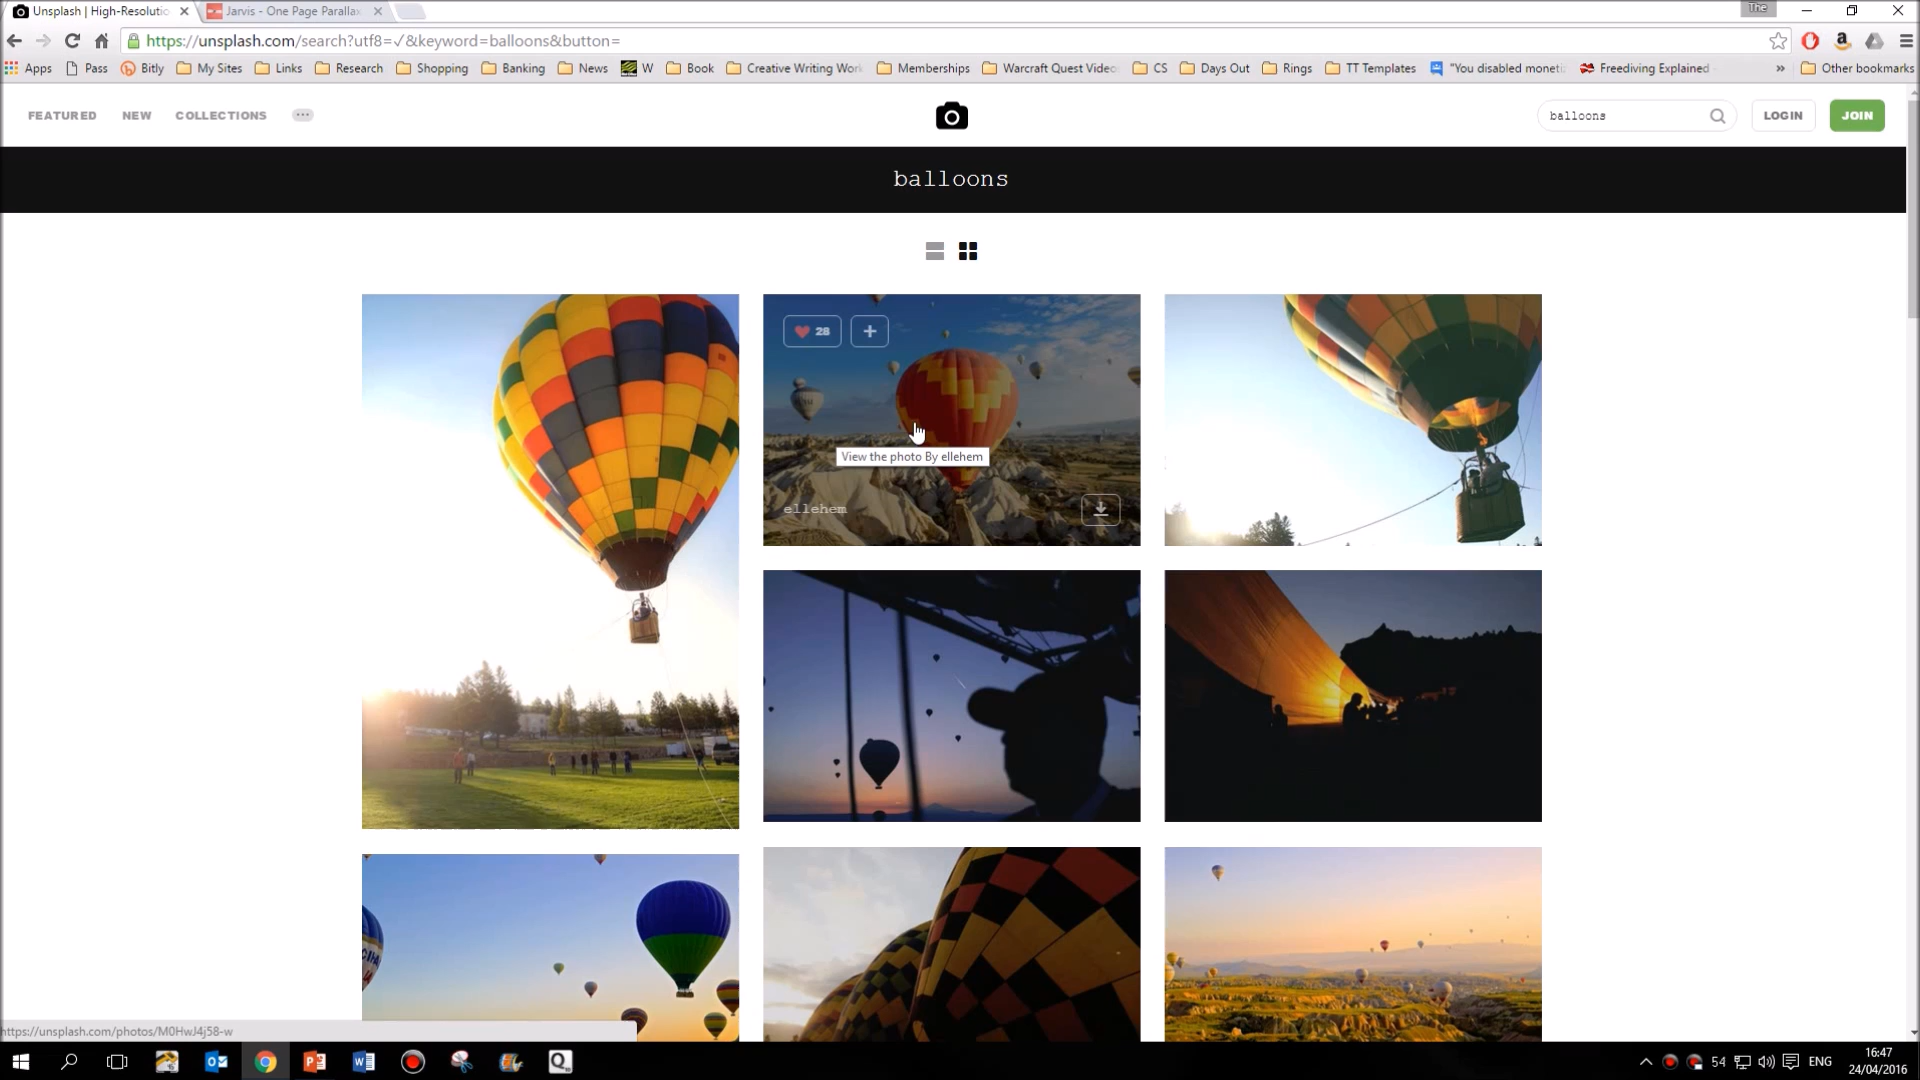 Unsplash | High-Resolutio
Jarvis - One Page Parallax
The
https://unsplash.com/search?utf8=✓&keyword=balloons&button=
Apps Pass Bitly My Sites Links Research Shopping Banking News W Book Creative Writing Work Memberships Warcraft Quest Video CS Days Out Rings TT Templates "You disabled moneti Freediving Explained » Other bookmarks
FEATURED NEW COLLECTIONS ••• balloons LOGIN JOIN
balloons
28 +
View the photo By ellehem
ellehem
https://unsplash.com/photos/M0HwJ4j58-w
54 ENG 16:47
24/04/2016